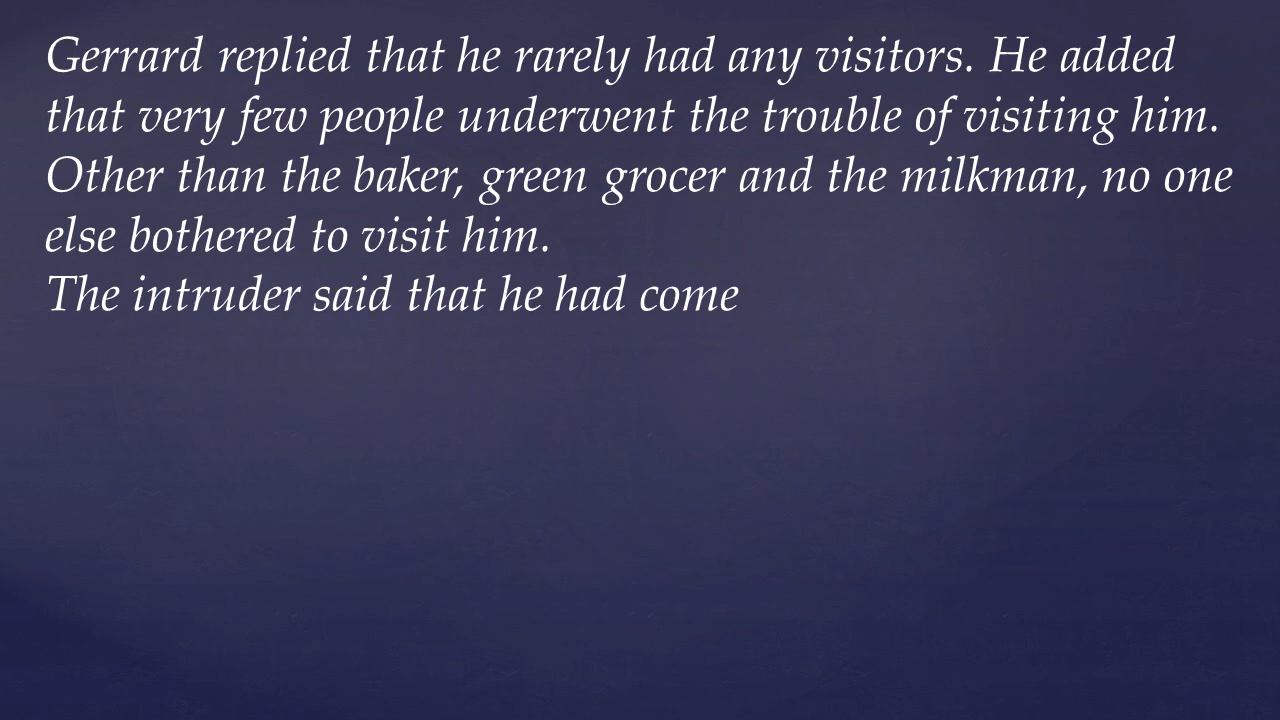 Gerrard replied that he rarely had any visitors. He added
that very few people underwent the trouble of visiting him.
Other than the baker, green grocer and the milkman, no one
else bothered to visit him.
The intruder said that he had come